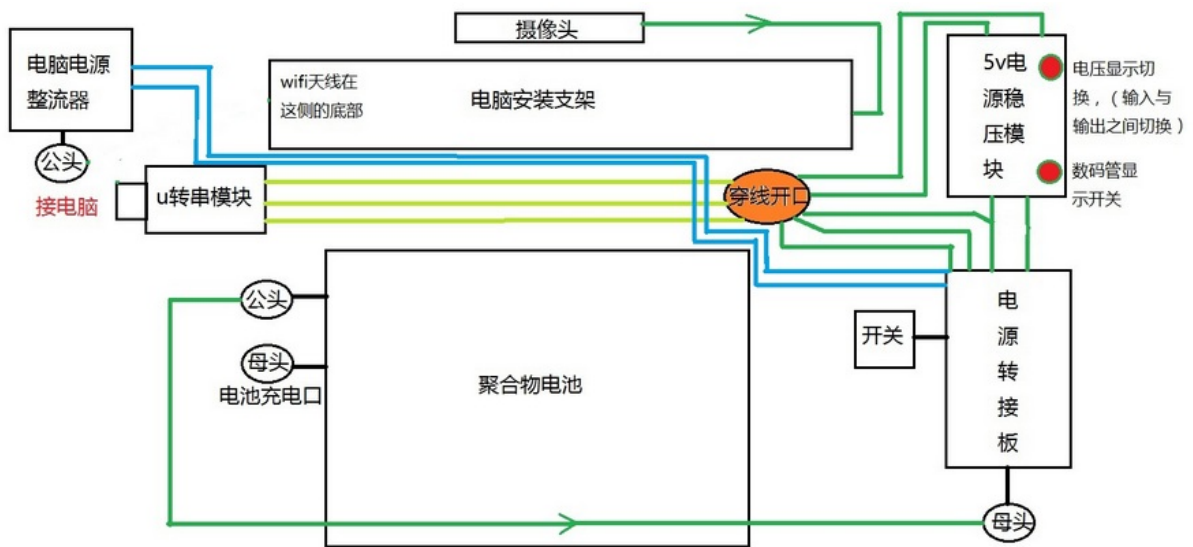 摄像头
电脑电源
整流器
wifi天线在
这侧的底部
电脑安装支架
5v电
源稳
压模
块
电压显示切
换，（输入与
输出之间切换）
公头
接电脑
u转串模块
穿线开口
数码管显
示开关
公头
母头
电池充电口
聚合物电池
开关
电
源
转
接
板
母头